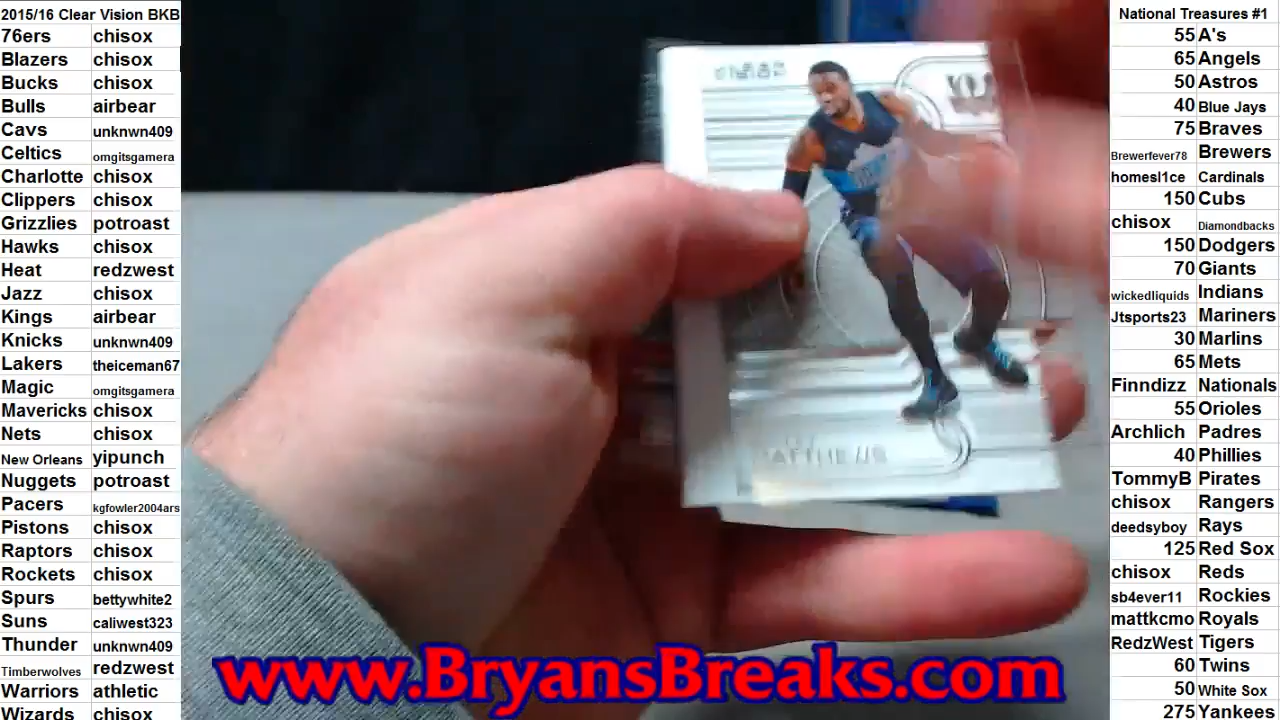 2015/16 Clear Vision BKB
76ers chisox
Blazers chisox
Bucks chisox
Bulls airbear
Cavs unknwn409
Celtics omgitsgamera
Charlotte chisox
Clippers chisox
Grizzlies potroast
Hawks chisox
Heat redzwest
Jazz chisox
Kings airbear
Knicks unknwn409
Lakers theiceman67
Magic omgitsgamera
Mavericks chisox
Nets chisox
New Orleans yipunch
Nuggets potroast
Pacers kgfowler2004ars
Pistons chisox
Raptors chisox
Rockets chisox
Spurs bettywhite2
Suns caliwest323
Thunder unknwn409
Timberwolves redzwest
Warriors athletic
Wizards chisox
MATTHEWS
www.BryansBreaks.com
National Treasures #1
55 A's
65 Angels
50 Astros
40 Blue Jays
75 Braves
Brewerfever78 Brewers
homesl1ce Cardinals
150 Cubs
chisox Diamondbacks
150 Dodgers
70 Giants
wickedliquids Indians
Jtsports23 Mariners
30 Marlins
65 Mets
Finndizz Nationals
55 Orioles
Archlich Padres
40 Phillies
TommyB Pirates
chisox Rangers
deedsyboy Rays
125 Red Sox
chisox Reds
sb4ever11 Rockies
mattkcmo Royals
RedzWest Tigers
60 Twins
50 White Sox
275 Yankees